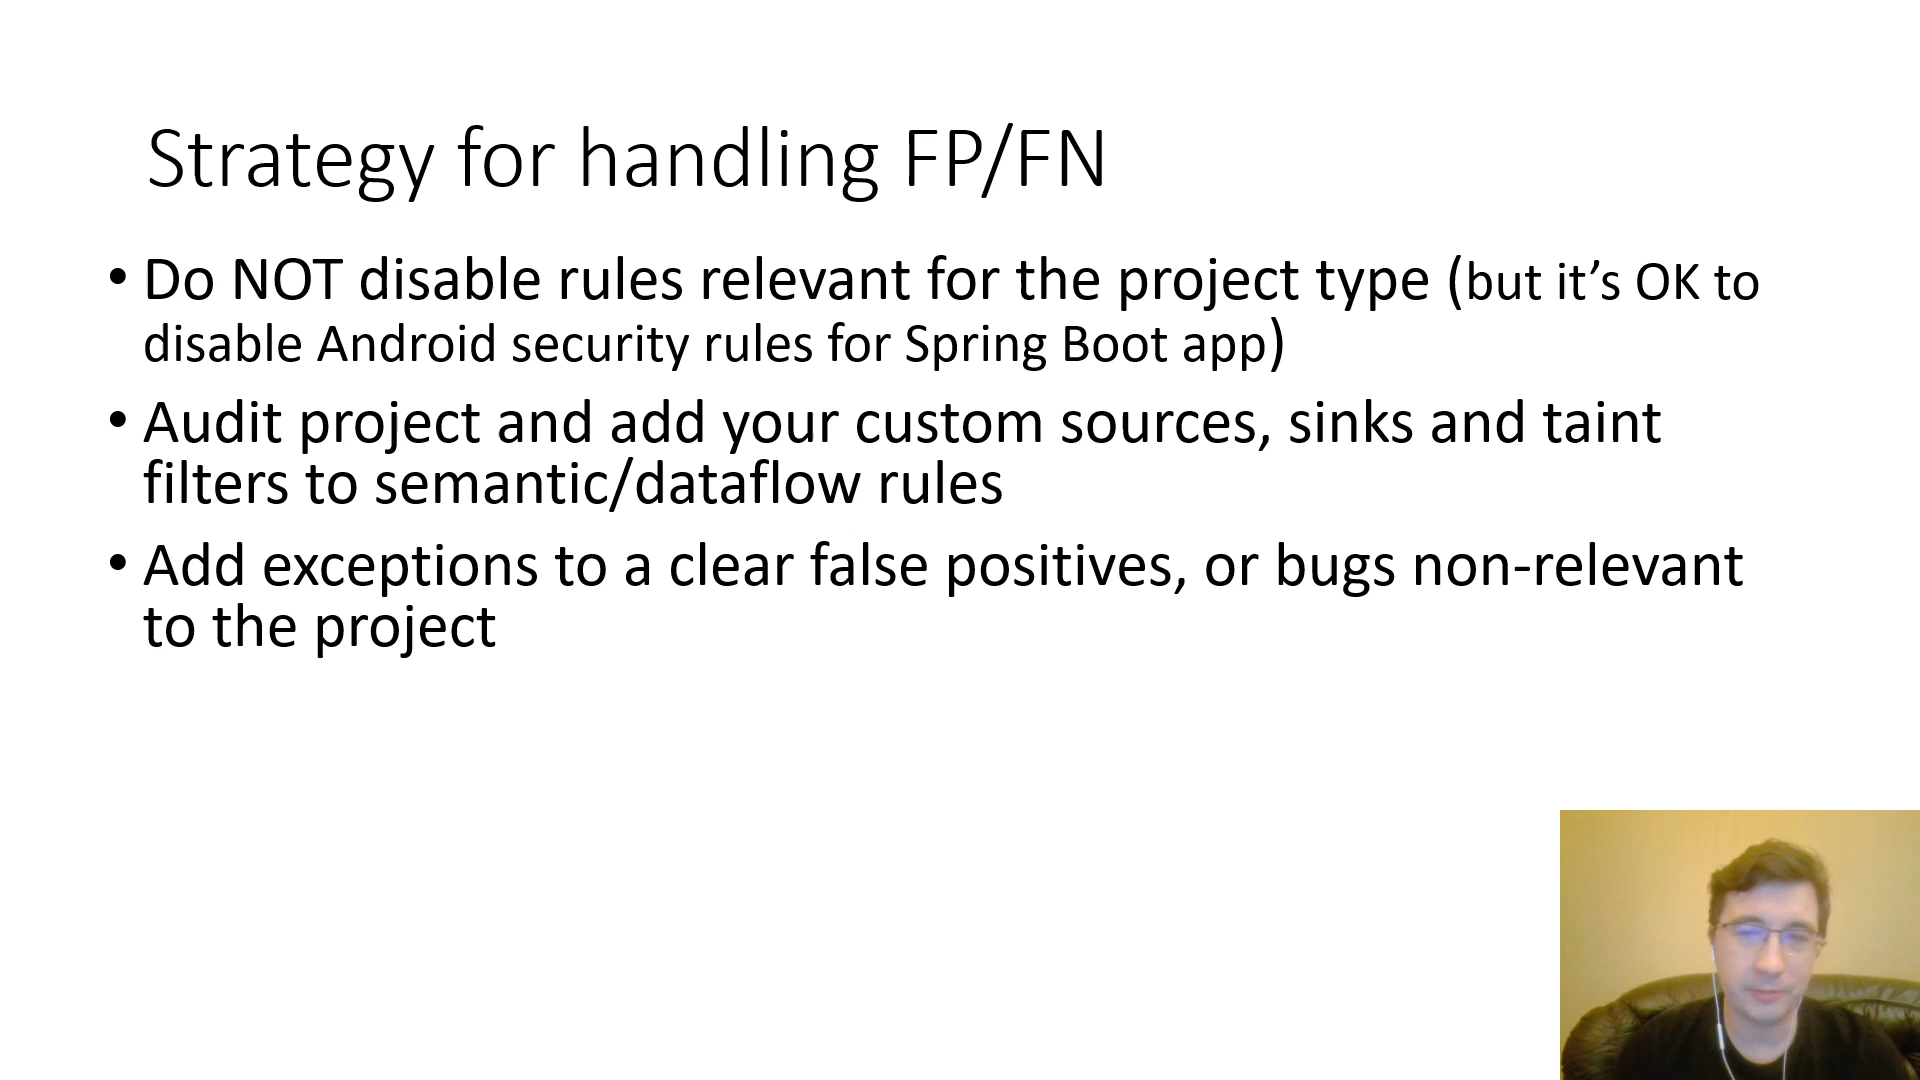 Strategy for handling FP/FN
• Do NOT disable rules relevant for the project type (but it’s OK to
disable Android security rules for Spring Boot app)
• Audit project and add your custom sources, sinks and taint
filters to semantic/dataflow rules
• Add exceptions to a clear false positives, or bugs non-relevant
to the project